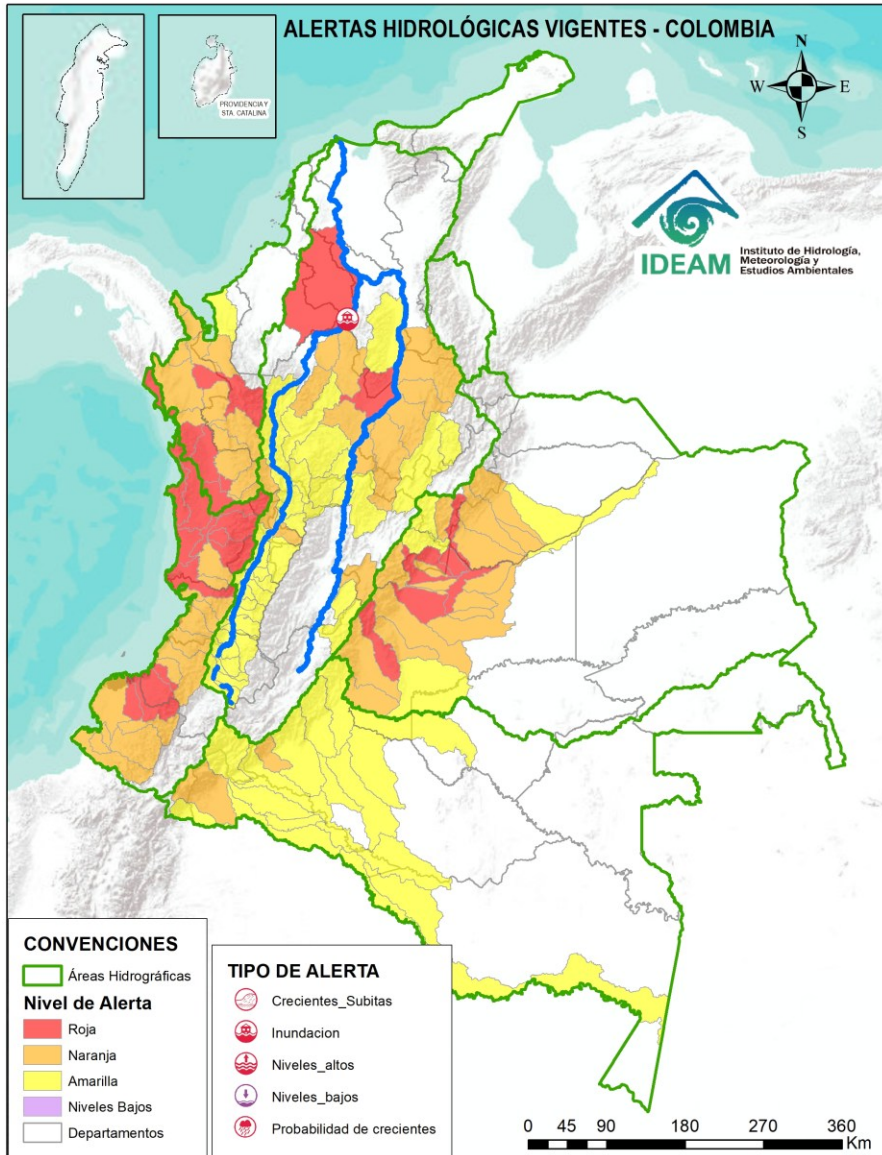 ALERTAS HIDROLÓGICAS VIGENTES - COLOMBIA
PROVIDENCIA Y
STA. CATALINA
N
W
E
S
IDEAM
Instituto de Hidrología,
Meteorología y
Estudios Ambientales
CONVENCIONES
Áreas Hidrográficas
Nivel de Alerta
Roja
Naranja
Amarilla
Niveles Bajos
Departamentos
TIPO DE ALERTA
Crecientes_Subitas
Inundacion
Niveles_altos
Niveles_bajos
Probabilidad de crecientes
0 45 90 180 270 360
Km